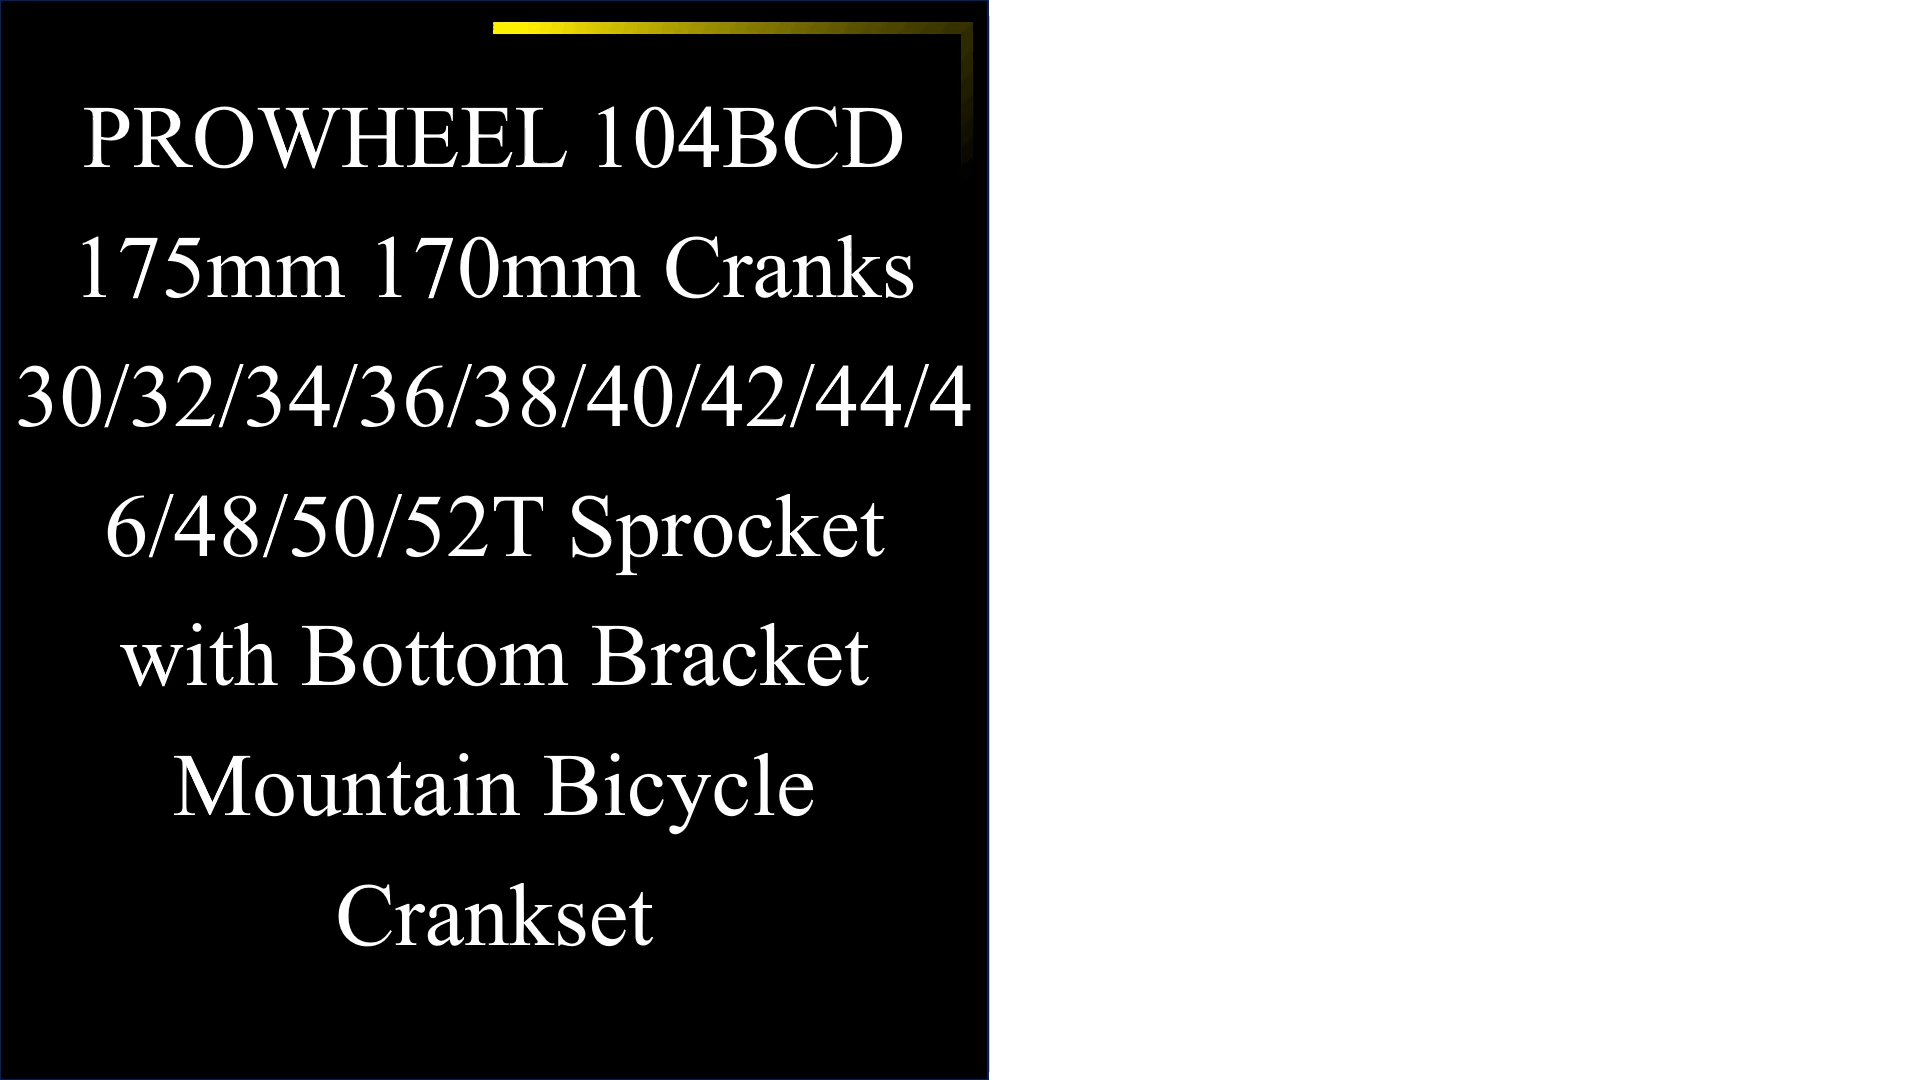 PROWHEEL 104BCD
175mm 170mm Cranks
30/32/34/36/38/40/42/44/4
6/48/50/52T Sprocket
with Bottom Bracket
Mountain Bicycle
Crankset